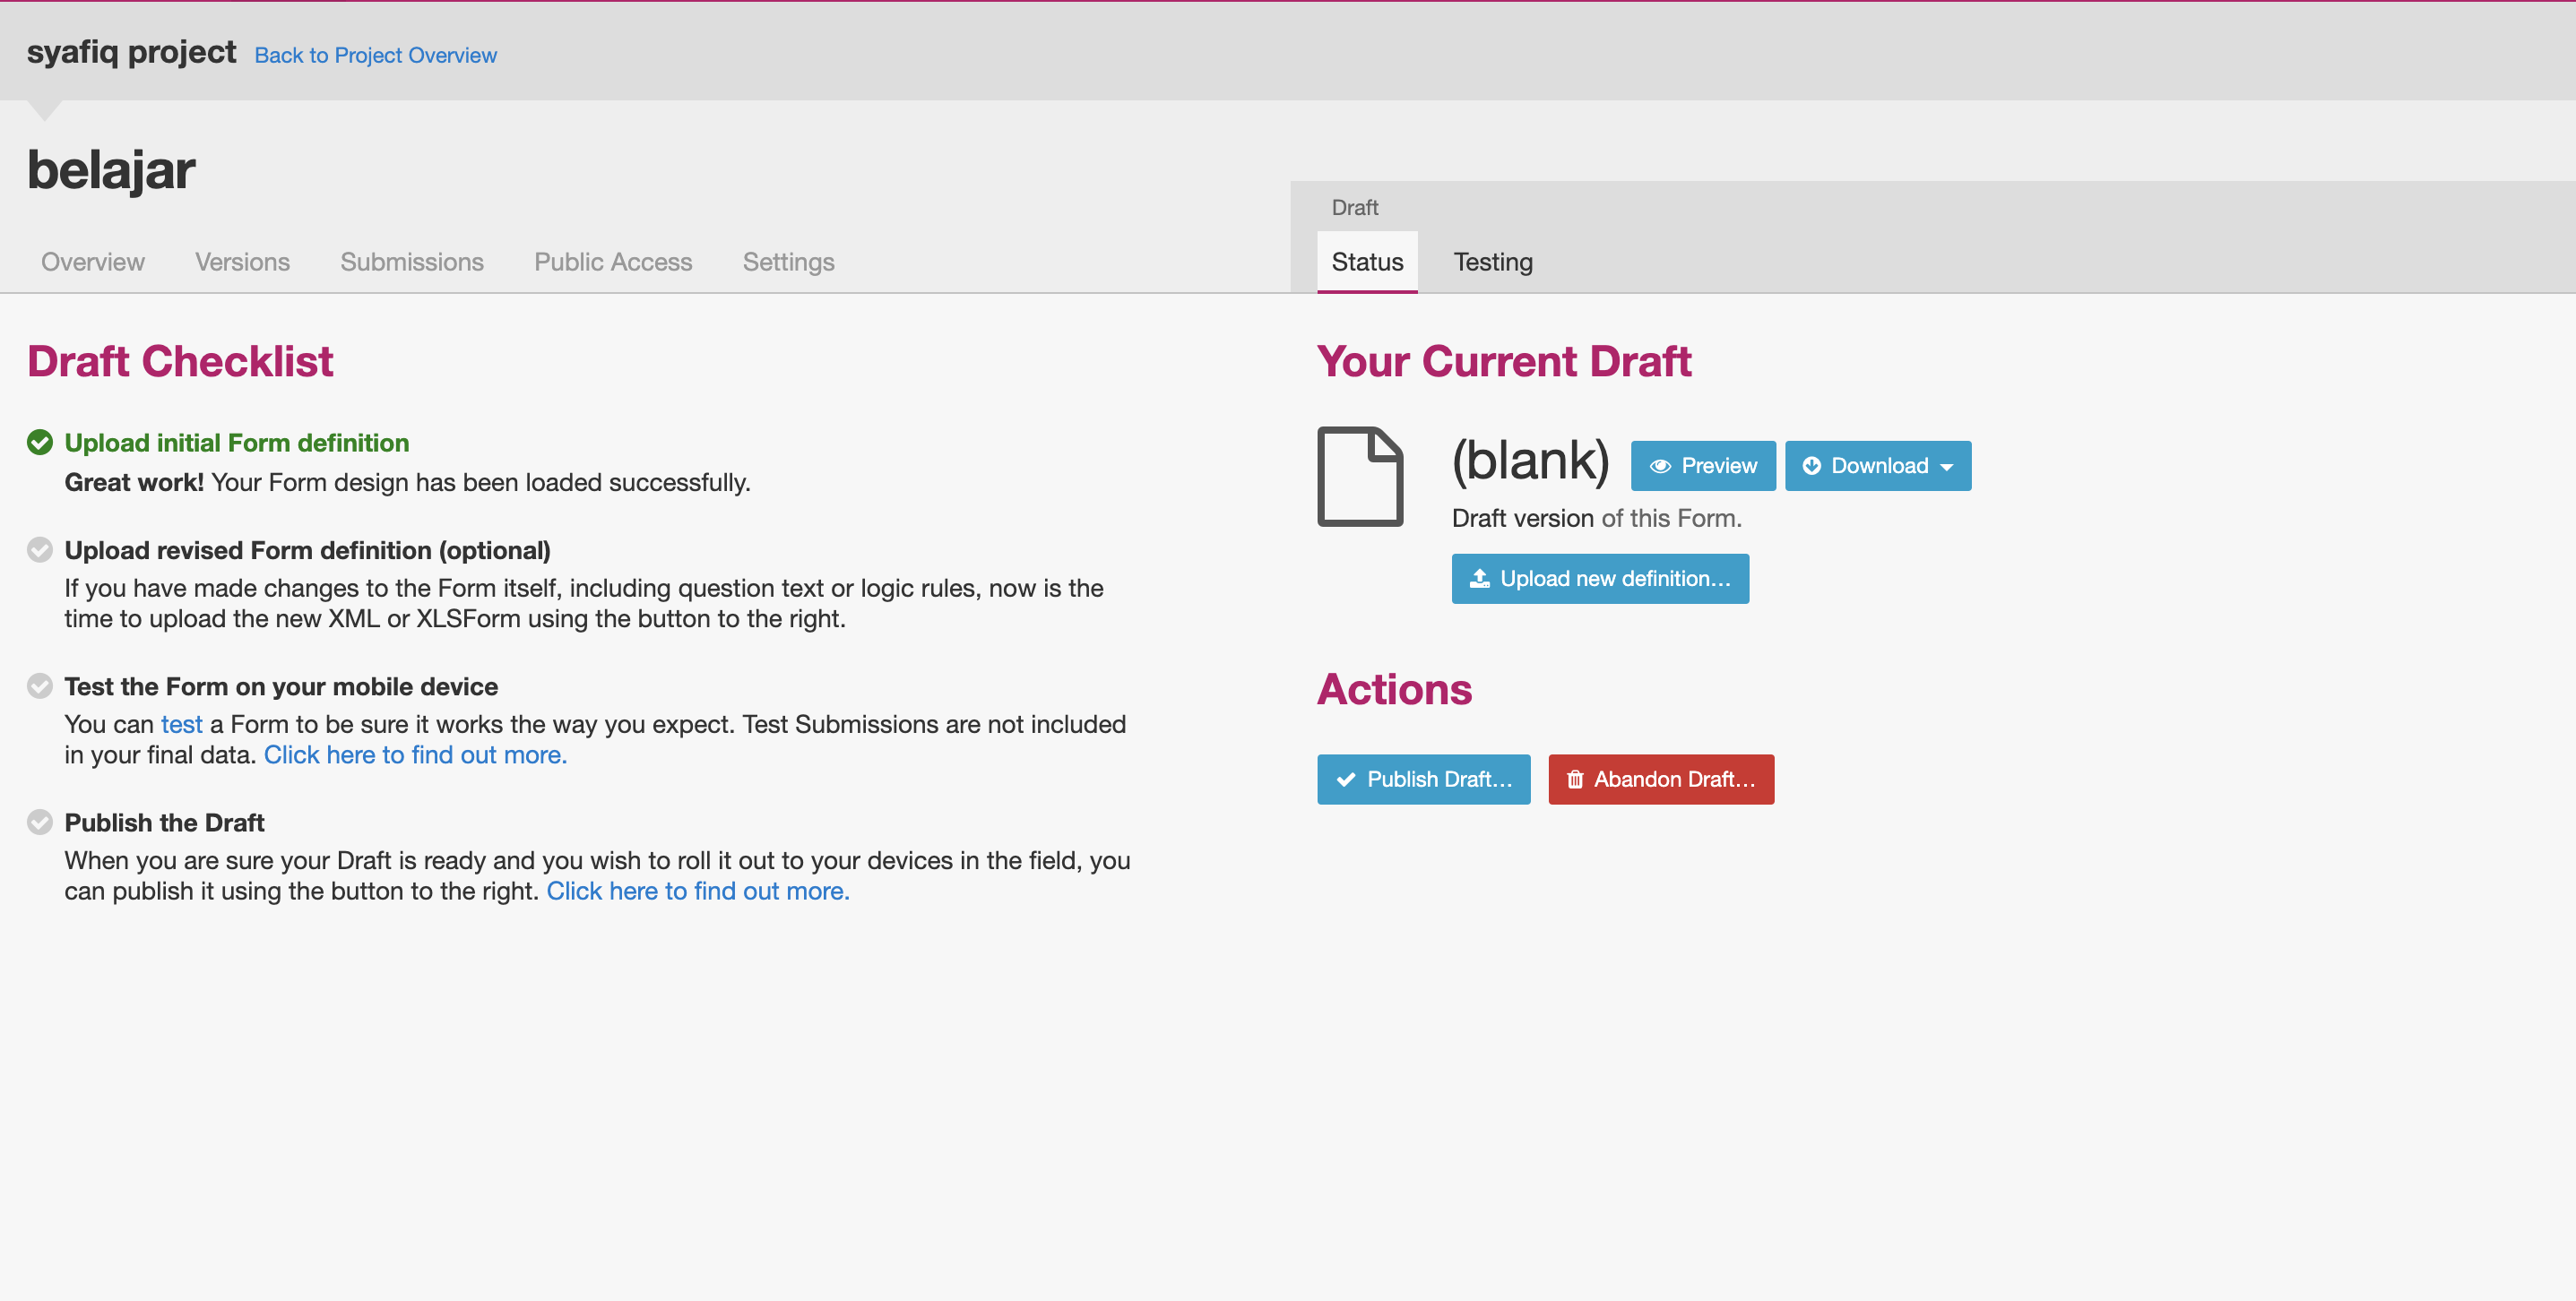 syafiq project Back to Project Overview
belajar
Overview Versions Submissions Public Access Settings
Draft
Status Testing
Draft Checklist
Upload initial Form definition
Great work! Your Form design has been loaded successfully.
Upload revised Form definition (optional)
If you have made changes to the Form itself, including question text or logic rules, now is the
time to upload the new XML or XLSForm using the button to the right.
Test the Form on your mobile device
You can test a Form to be sure it works the way you expect. Test Submissions are not included
in your final data. Click here to find out more.
Publish the Draft
When you are sure your Draft is ready and you wish to roll it out to your devices in the field, you
can publish it using the button to the right. Click here to find out more.
Your Current Draft
(blank) Preview Download
Draft version of this Form.
Upload new definition…
Actions
Publish Draft… Abandon Draft…